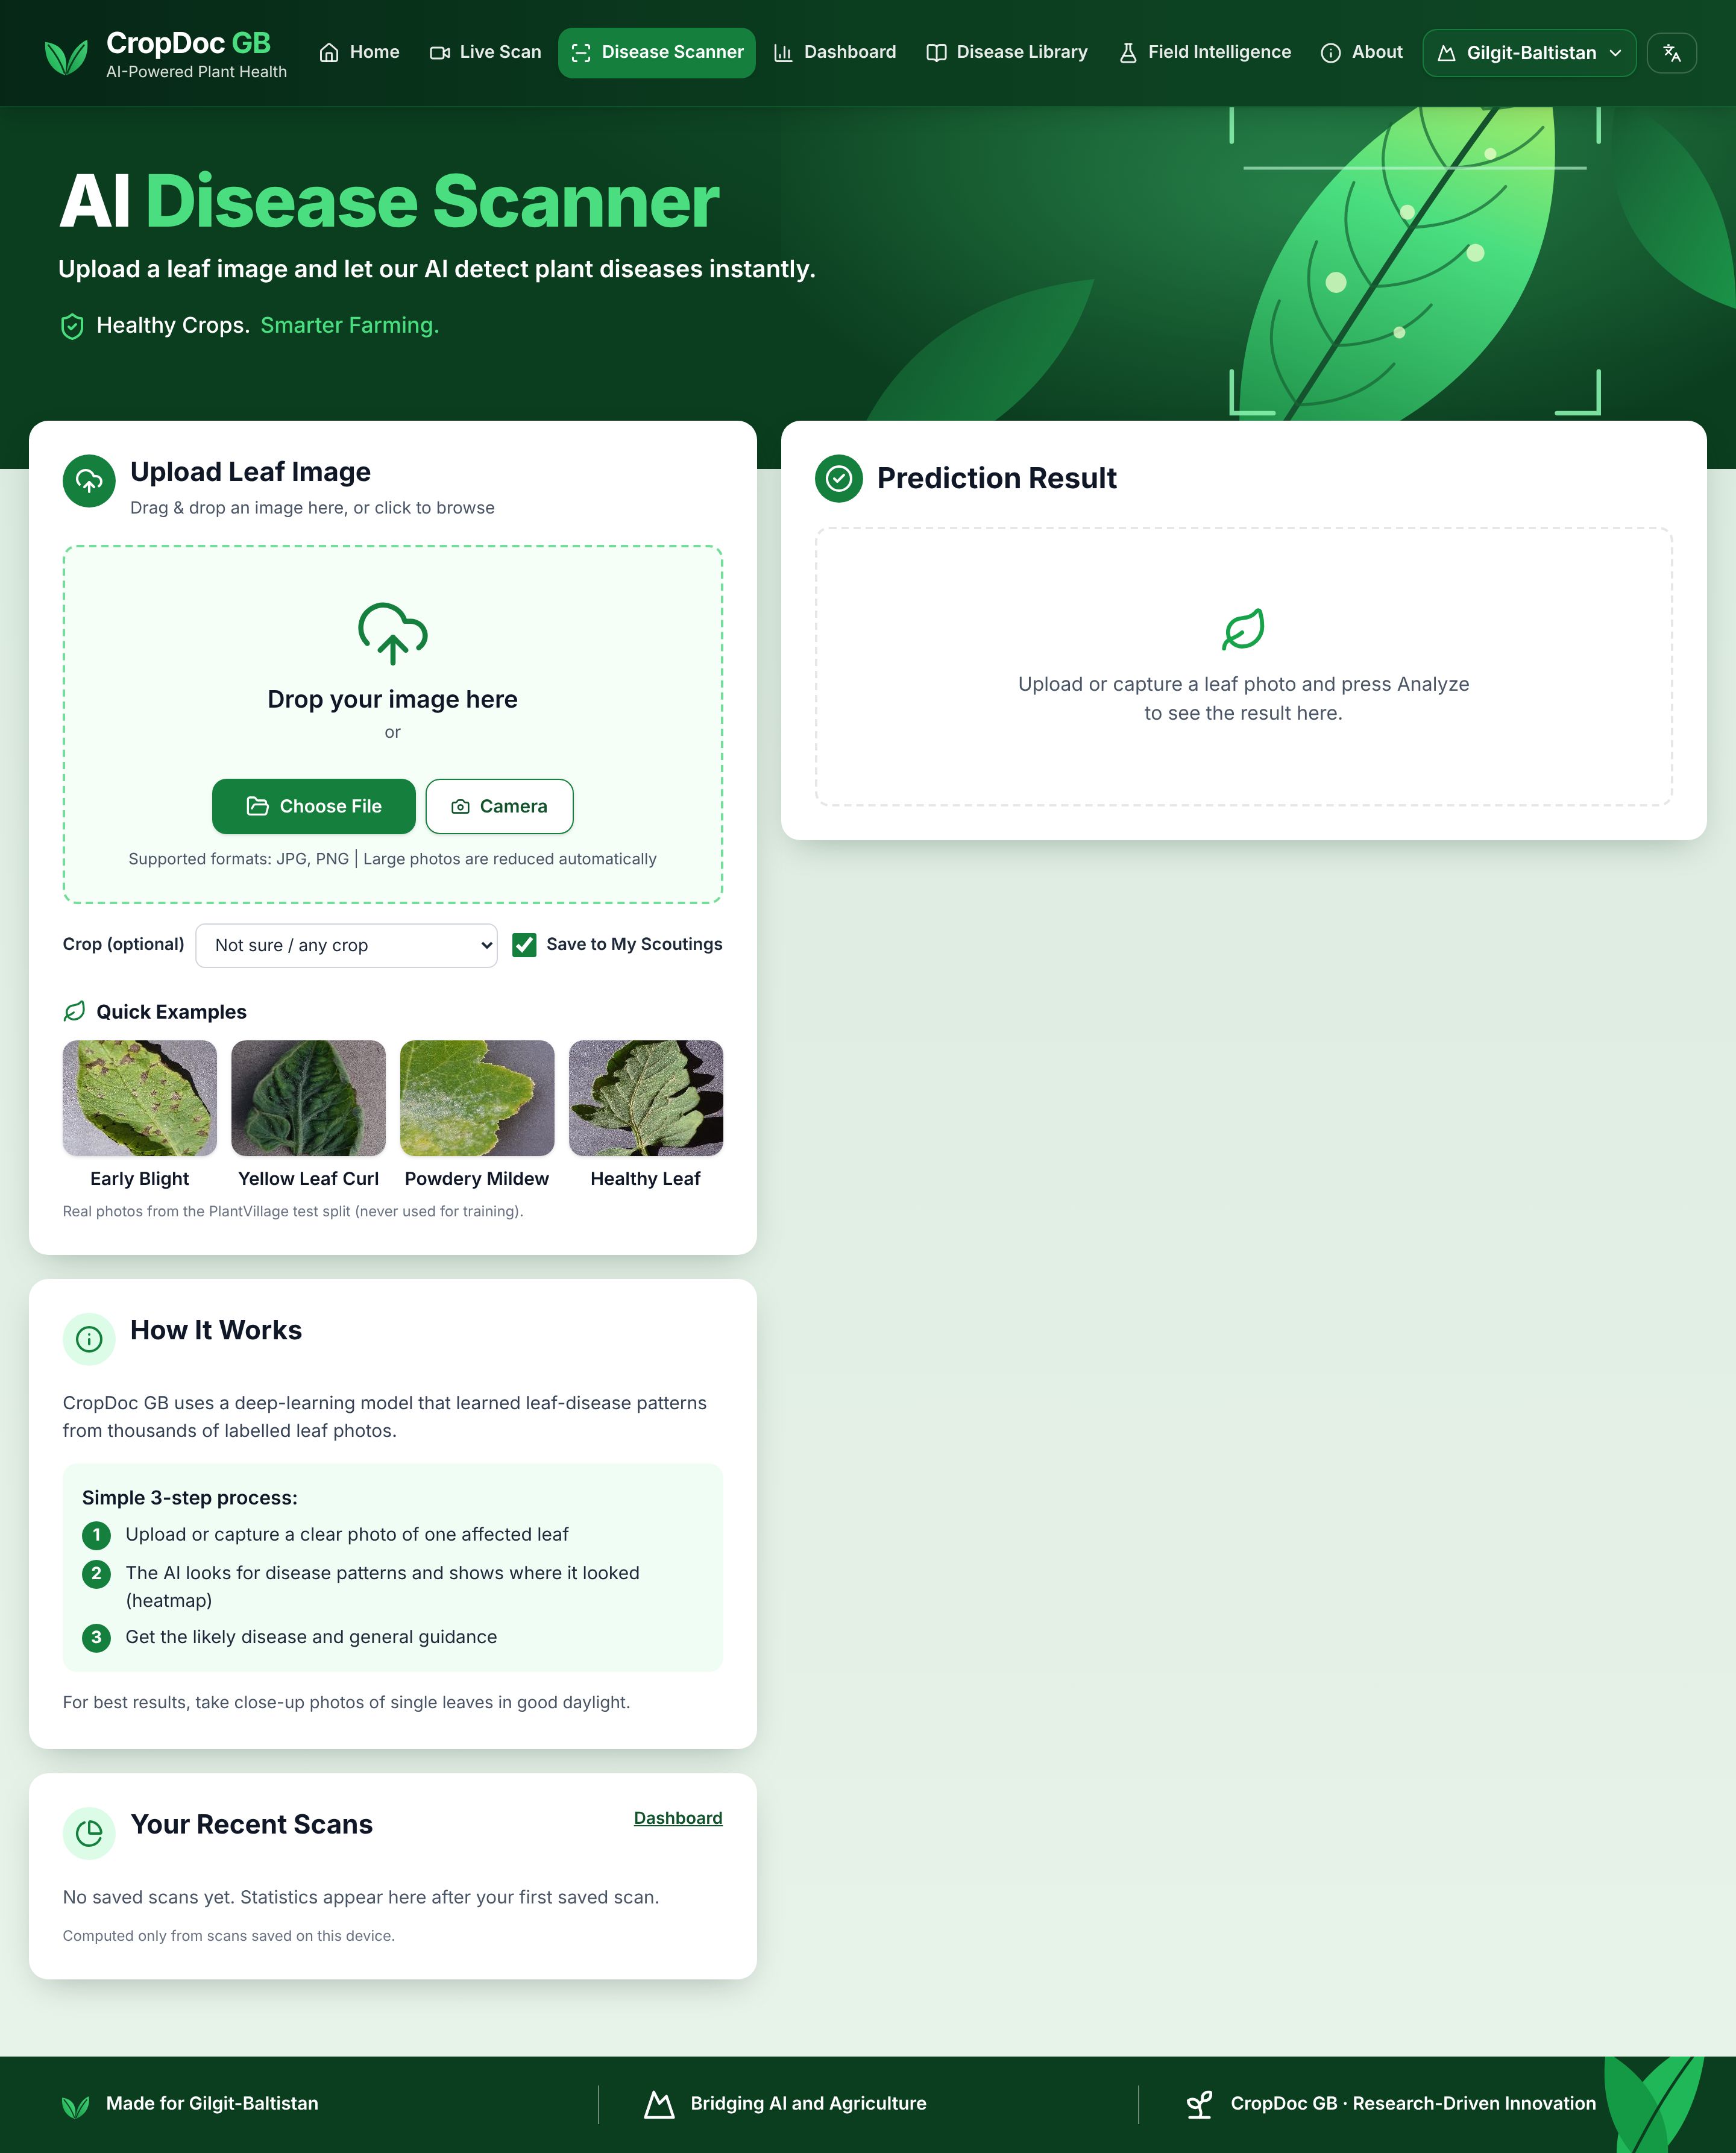 CropDoc GB
AI-Powered Plant Health
Home
Live Scan
Disease Scanner
Dashboard
Disease Library
Field Intelligence
About
Gilgit-Baltistan
AI Disease Scanner
Upload a leaf image and let our AI detect plant diseases instantly.
Healthy Crops. Smarter Farming.
Upload Leaf Image
Drag & drop an image here, or click to browse
Drop your image here
or
Choose File
Camera
Supported formats: JPG, PNG | Large photos are reduced automatically
Crop (optional)
Not sure / any crop
Save to My Scoutings
Quick Examples
Early Blight
Yellow Leaf Curl
Powdery Mildew
Healthy Leaf
Real photos from the PlantVillage test split (never used for training).
Prediction Result
Upload or capture a leaf photo and press Analyze
to see the result here.
How It Works
CropDoc GB uses a deep-learning model that learned leaf-disease patterns
from thousands of labelled leaf photos.
Simple 3-step process:
1 Upload or capture a clear photo of one affected leaf
2 The AI looks for disease patterns and shows where it looked
(heatmap)
3 Get the likely disease and general guidance
For best results, take close-up photos of single leaves in good daylight.
Your Recent Scans
Dashboard
No saved scans yet. Statistics appear here after your first saved scan.
Computed only from scans saved on this device.
Made for Gilgit-Baltistan
Bridging AI and Agriculture
CropDoc GB · Research-Driven Innovation